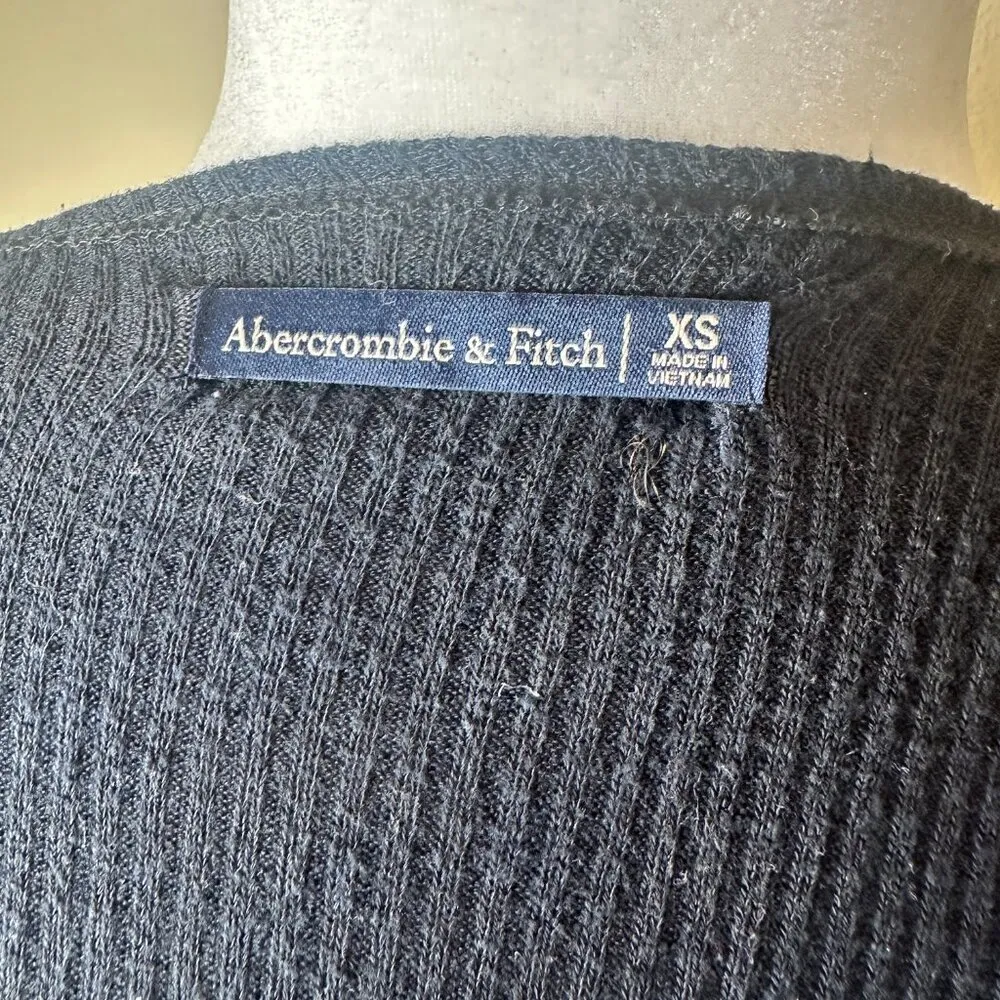 Abercrombie & Fitch | XS
MADE IN
VIETNAM